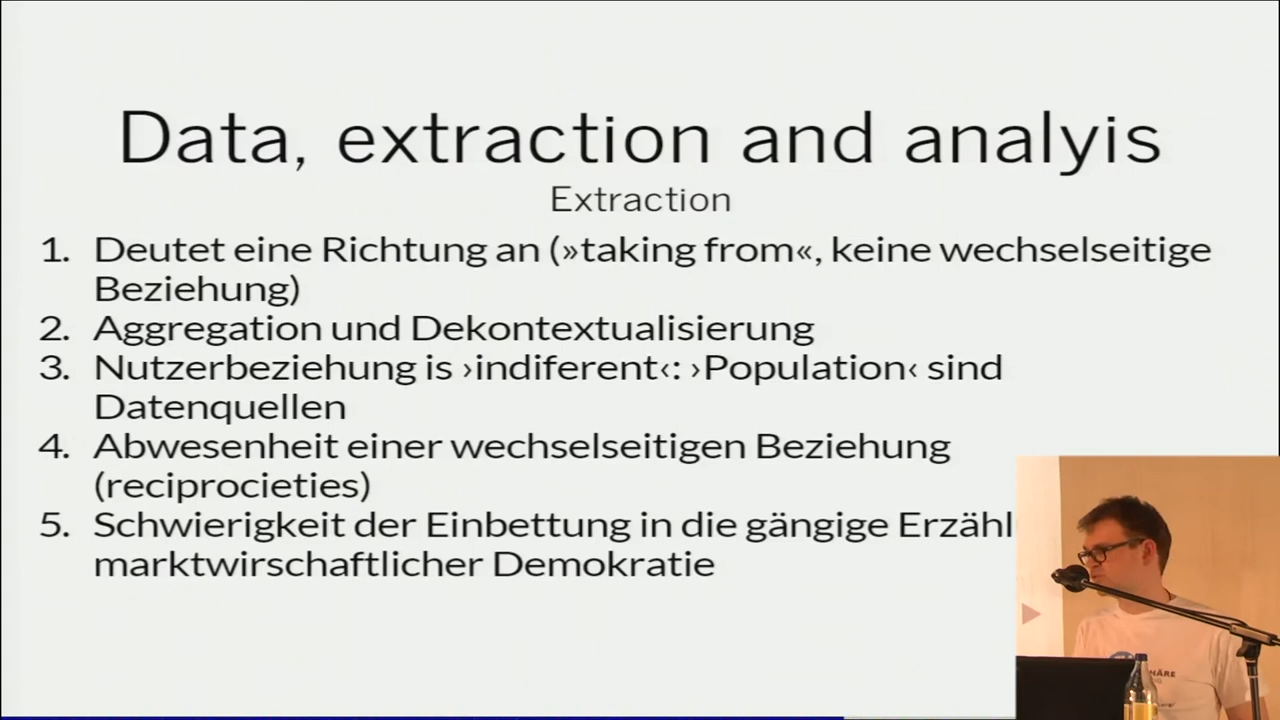 Data, extraction and analyis
Extraction
1. Deutet eine Richtung an (»taking from«, keine wechselseitige
Beziehung)
2. Aggregation und Dekontextualisierung
3. Nutzerbeziehung is ›indiferent‹: ›Population‹ sind
Datenquellen
4. Abwesenheit einer wechselseitigen Beziehung
(reciprocieties)
5. Schwierigkeit der Einbettung in die gängige
marktwirschaftlicher Demokratie